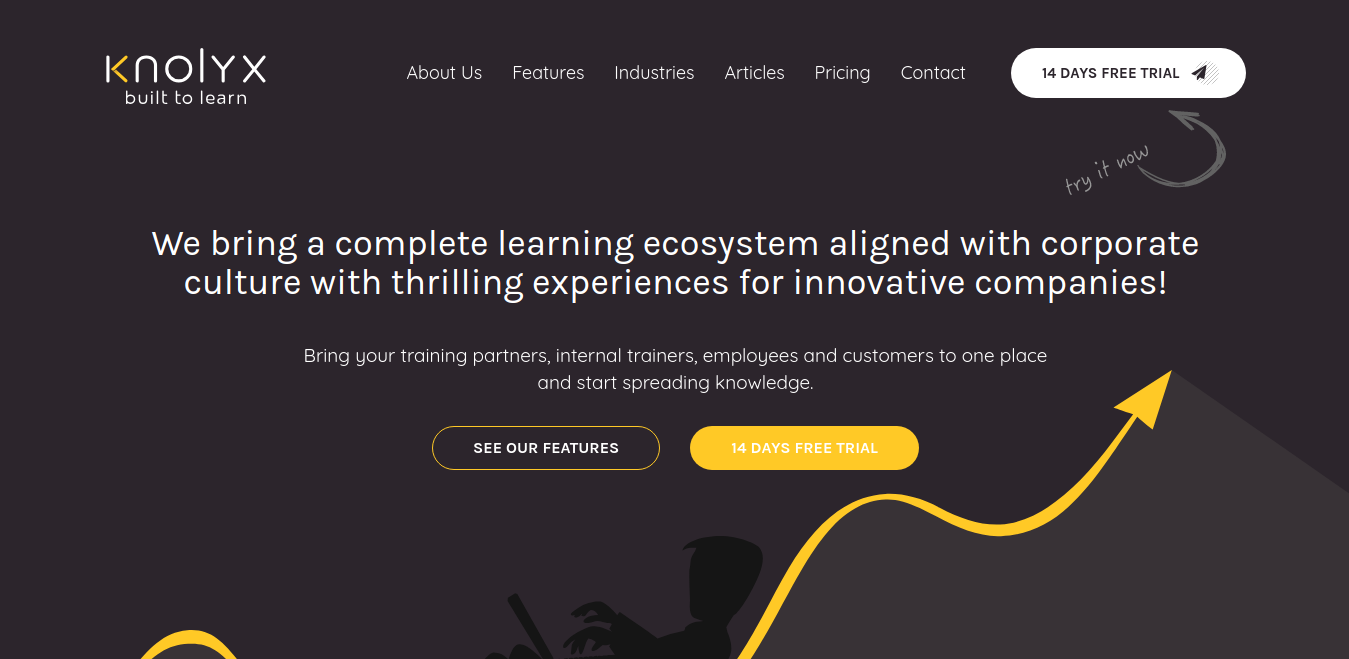 knolyx
built to learn
About Us Features Industries Articles Pricing Contact
14 DAYS FREE TRIAL
try it now
We bring a complete learning ecosystem aligned with corporate
culture with thrilling experiences for innovative companies!
Bring your training partners, internal trainers, employees and customers to one place
and start spreading knowledge.
SEE OUR FEATURES 14 DAYS FREE TRIAL